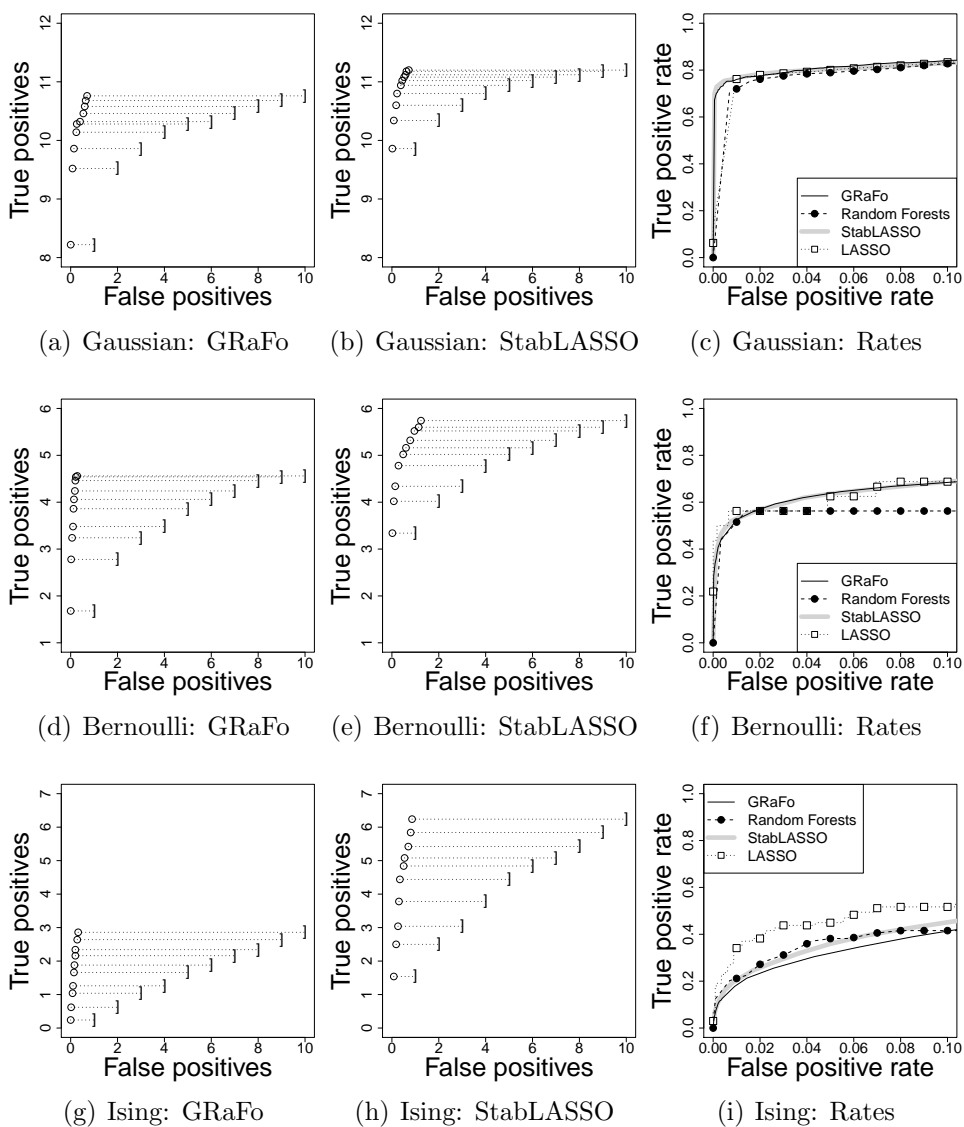 True positives
8 9 10 11 12
0 2 4 6 8 10
False positives
(a) Gaussian: GRaFo
True positives
8 9 10 11 12
0 2 4 6 8 10
False positives
(b) Gaussian: StabLASSO
True positive rate
0.0 0.2 0.4 0.6 0.8 1.0
GRaFo
Random Forests
StabLASSO
LASSO
0.00 0.02 0.04 0.06 0.08 0.10
False positive rate
(c) Gaussian: Rates
True positives
1 2 3 4 5 6
0 2 4 6 8 10
False positives
(d) Bernoulli: GRaFo
True positives
1 2 3 4 5 6
0 2 4 6 8 10
False positives
(e) Bernoulli: StabLASSO
True positive rate
0.0 0.2 0.4 0.6 0.8 1.0
GRaFo
Random Forests
StabLASSO
LASSO
0.00 0.02 0.04 0.06 0.08 0.10
False positive rate
(f) Bernoulli: Rates
True positives
0 1 2 3 4 5 6 7
0 2 4 6 8 10
False positives
(g) Ising: GRaFo
True positives
0 1 2 3 4 5 6 7
0 2 4 6 8 10
False positives
(h) Ising: StabLASSO
True positive rate
0.0 0.2 0.4 0.6 0.8 1.0
GRaFo
Random Forests
StabLASSO
LASSO
0.00 0.02 0.04 0.06 0.08 0.10
False positive rate
(i) Ising: Rates